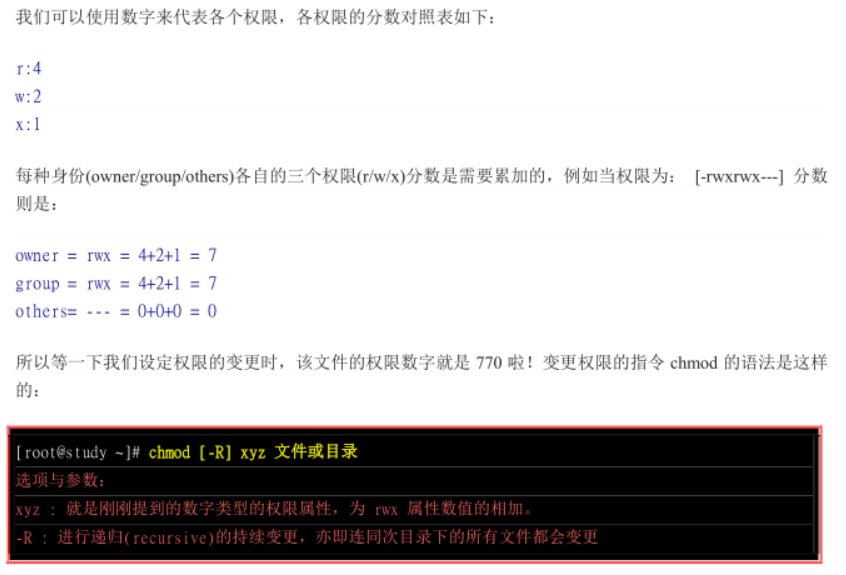 我们可以使用数字来代表各个权限，各权限的分数对照表如下：
r:4
w:2
x:1
每种身份(owner/group/others)各自的三个权限(r/w/x)分数是需要累加的，例如当权限为： [-rwxrwx---] 分数
则是：
owner = rwx = 4+2+1 = 7
group = rwx = 4+2+1 = 7
others= --- = 0+0+0 = 0
所以等一下我们设定权限的变更时，该文件的权限数字就是 770 啦！变更权限的指令 chmod 的语法是这样
的：
[root@study ~]# chmod [-R] xyz 文件或目录
选项与参数：
xyz : 就是刚刚提到的数字类型的权限属性，为 rwx 属性数值的相加。
-R : 进行递归(recursive)的持续变更，亦即连同次目录下的所有文件都会变更